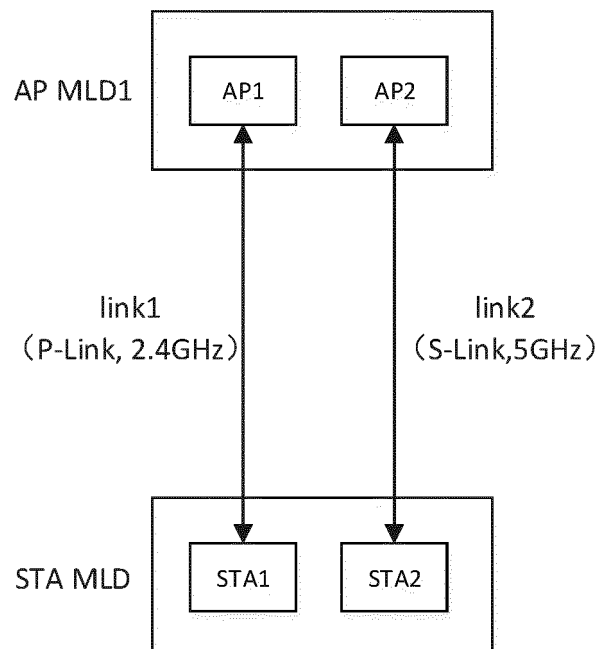 AP MLD1
AP1
AP2
link1
（P-Link, 2.4GHz）
link2
（S-Link,5GHz）
STA MLD
STA1
STA2